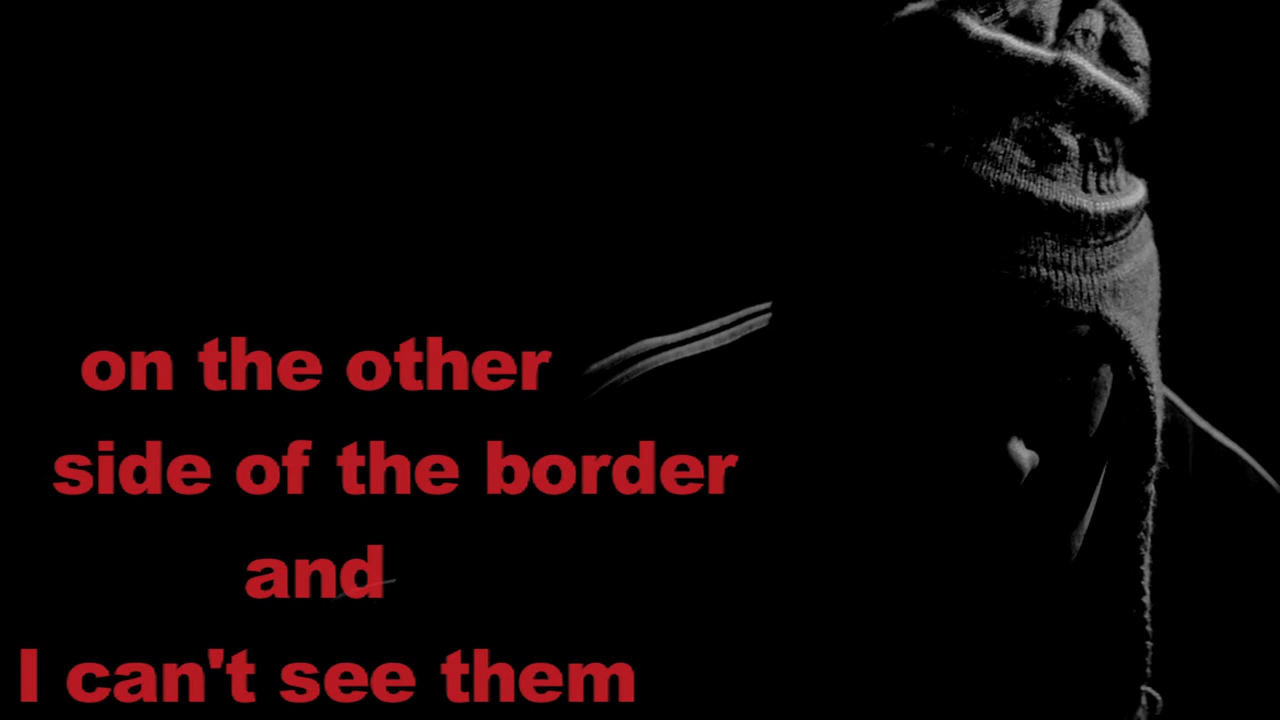 on the other
side of the border
and
I can't see them